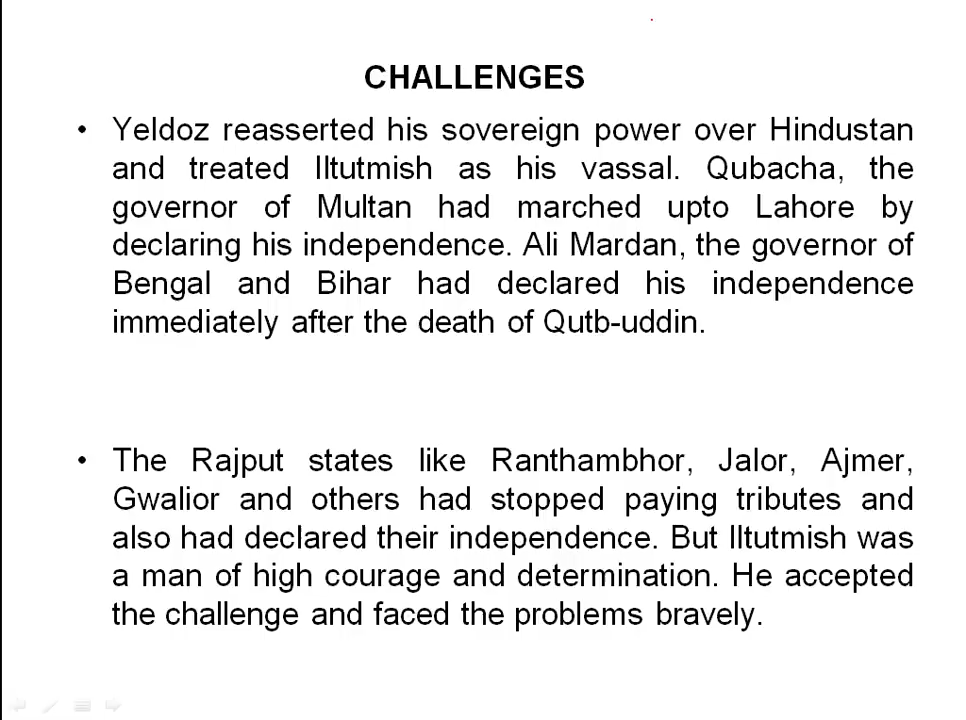 CHALLENGES
• Yeldoz reasserted his sovereign power over Hindustan
and treated Iltutmish as his vassal. Qubacha, the
governor of Multan had marched upto Lahore by
declaring his independence. Ali Mardan, the governor of
Bengal and Bihar had declared his independence
immediately after the death of Qutb-uddin.
• The Rajput states like Ranthambhor, Jalor, Ajmer,
Gwalior and others had stopped paying tributes and
also had declared their independence. But Iltutmish was
a man of high courage and determination. He accepted
the challenge and faced the problems bravely.